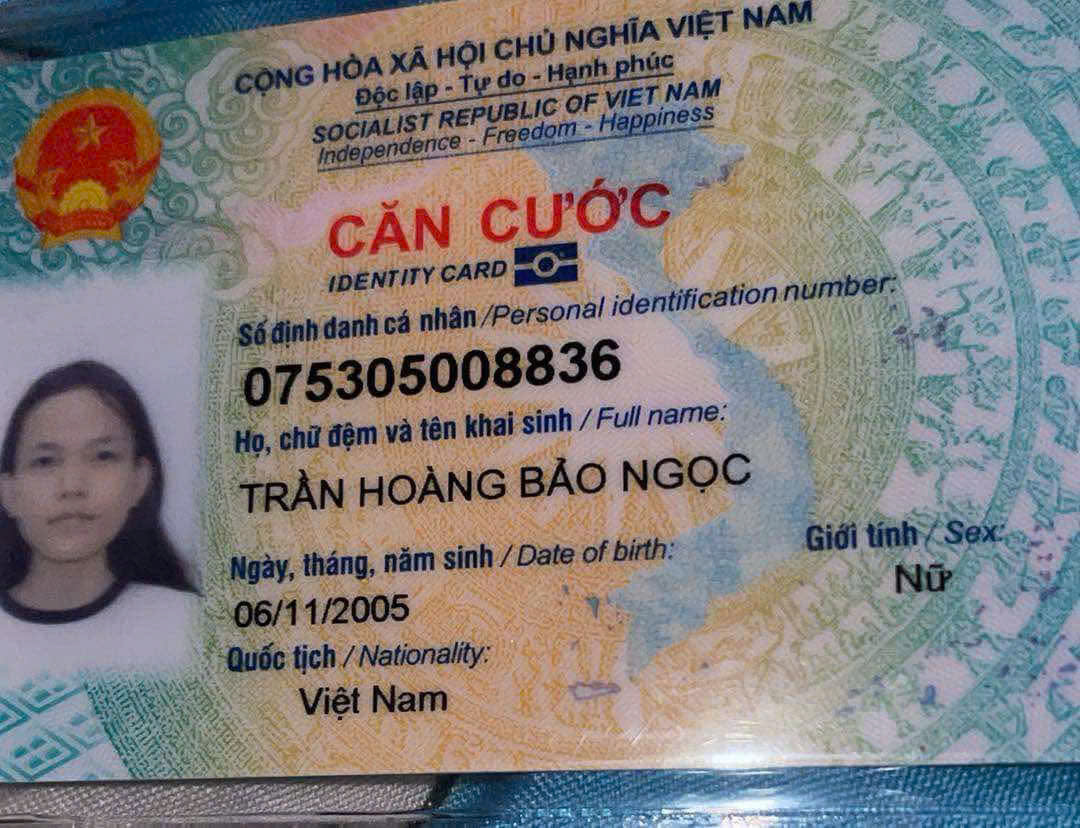 CỘNG HÒA XÃ HỘI CHỦ NGHĨA VIỆT NAM
Độc lập - Tự do - Hạnh phúc
SOCIALIST REPUBLIC OF VIET NAM
Independence - Freedom - Happiness
CĂN CƯỚC
IDENTITY CARD
Số định danh cá nhân / Personal identification number:
075305008836
Họ, chữ đệm và tên khai sinh / Full name:
TRẦN HOÀNG BẢO NGỌC
Ngày, tháng, năm sinh / Date of birth:
06/11/2005
Giới tính / Sex:
Nữ
Quốc tịch / Nationality:
Việt Nam